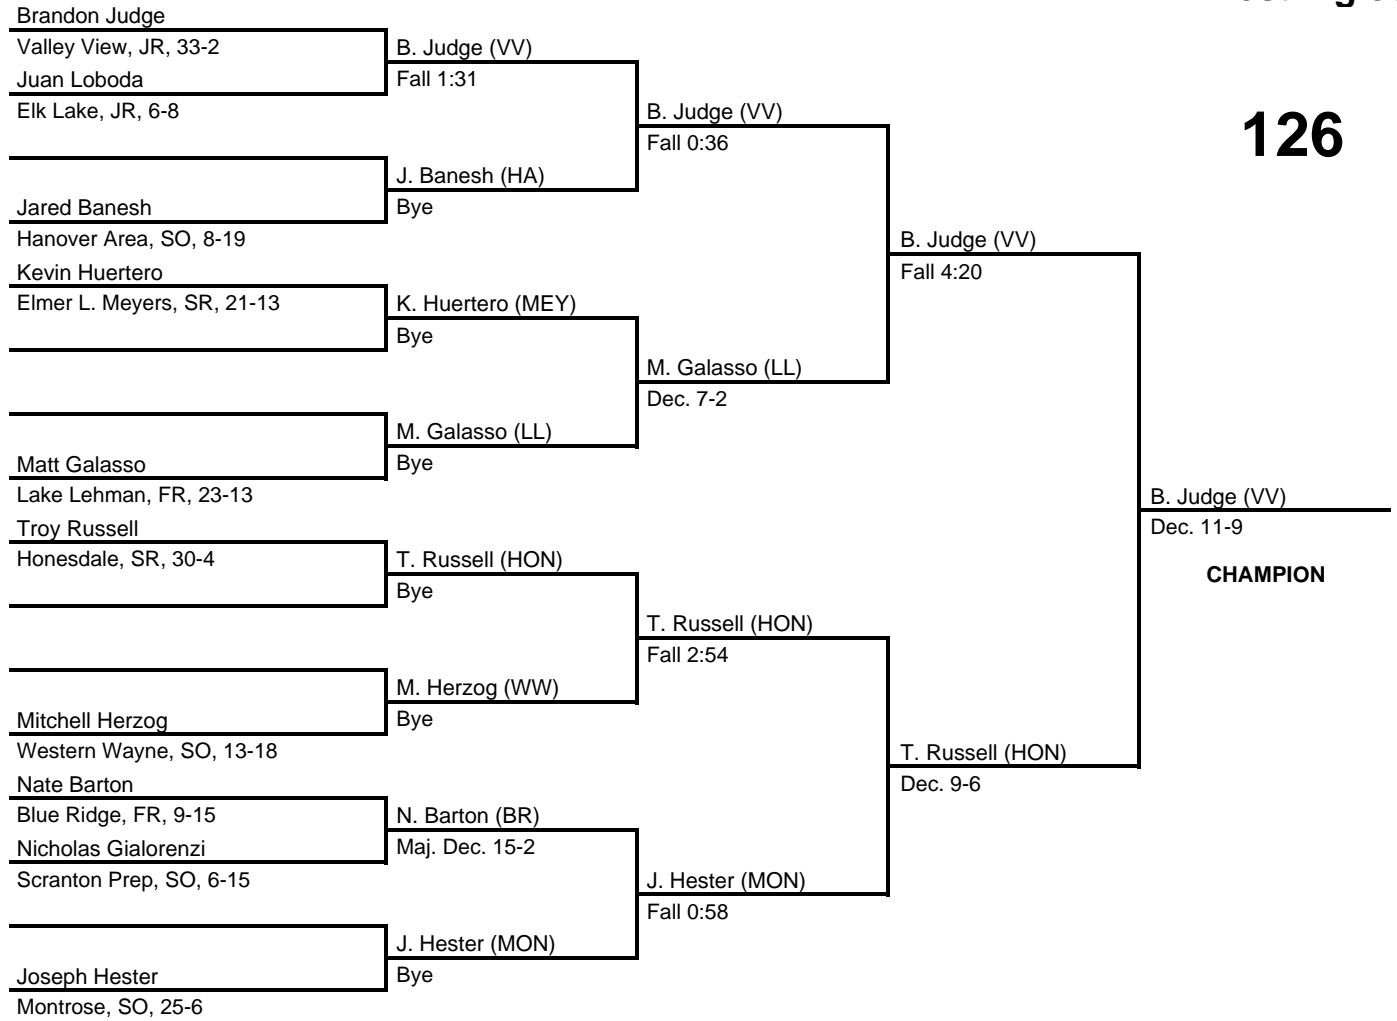 Brandon Judge
Valley View, JR, 33-2
Juan Loboda
Elk Lake, JR, 6-8
Jared Banesh
Hanover Area, SO, 8-19
Kevin Huertero
Elmer L. Meyers, SR, 21-13
Matt Galasso
Lake Lehman, FR, 23-13
Troy Russell
Honesdale, SR, 30-4
Mitchell Herzog
Western Wayne, SO, 13-18
Nate Barton
Blue Ridge, FR, 9-15
Nicholas Gialorenzi
Scranton Prep, SO, 6-15
Joseph Hester
Montrose, SO, 25-6
B. Judge (VV)
Fall 1:31
J. Banesh (HA)
Bye
K. Huertero (MEY)
Bye
M. Galasso (LL)
Bye
T. Russell (HON)
Bye
M. Herzog (WW)
Bye
N. Barton (BR)
Maj. Dec. 15-2
J. Hester (MON)
Bye
B. Judge (VV)
Fall 0:36
M. Galasso (LL)
Dec. 7-2
T. Russell (HON)
Fall 2:54
J. Hester (MON)
Fall 0:58
B. Judge (VV)
Fall 4:20
T. Russell (HON)
Dec. 9-6
126
B. Judge (VV)
Dec. 11-9
CHAMPION